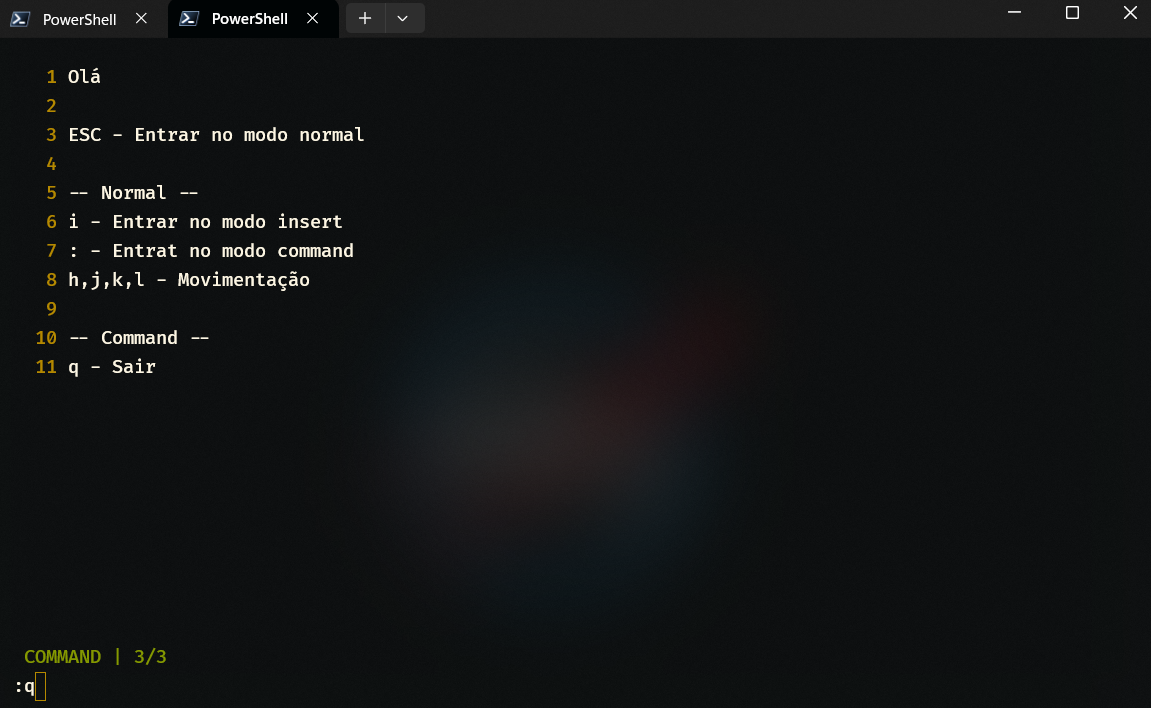 PowerShell PowerShell
1 Olá
2
3 ESC - Entrar no modo normal
4
5 -- Normal --
6 i - Entrar no modo insert
7 : - Entrat no modo command
8 h,j,k,l - Movimentação
9
10 -- Command --
11 q - Sair
COMMAND | 3/3
:q